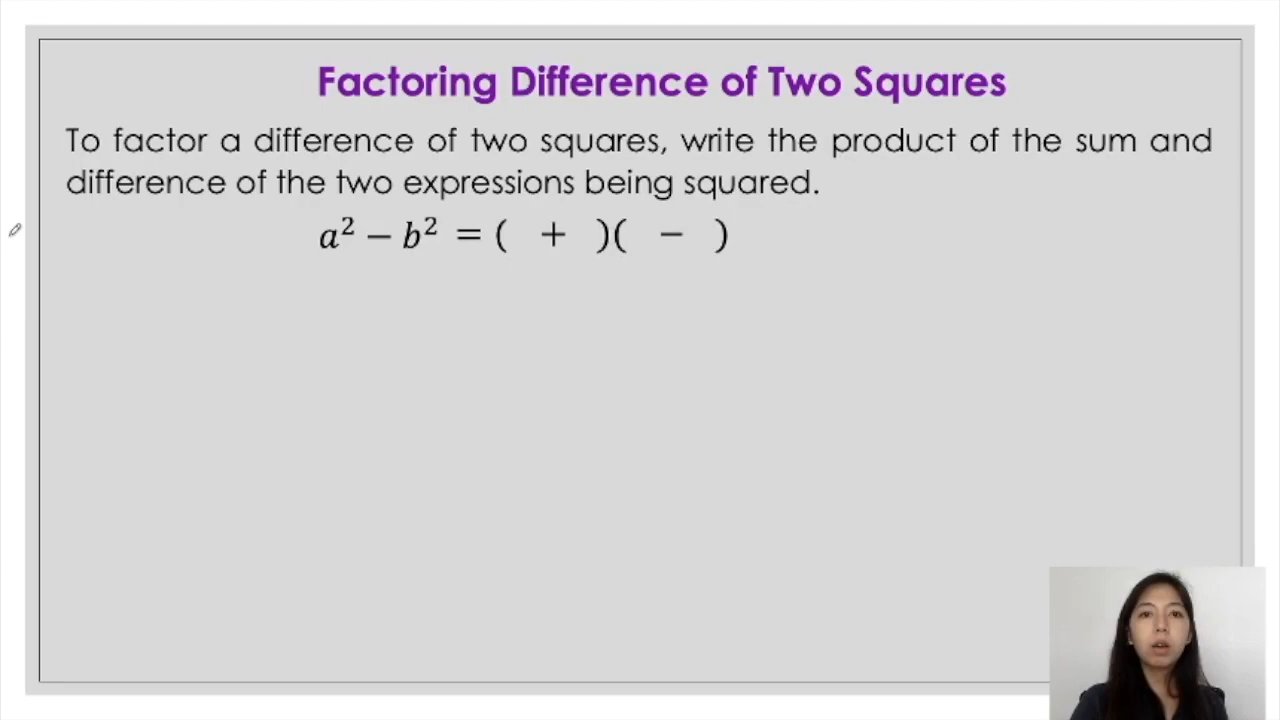 Factoring Difference of Two Squares
To factor a difference of two squares, write the product of the sum and
difference of the two expressions being squared.
a² − b² = (   +   )(   −   )